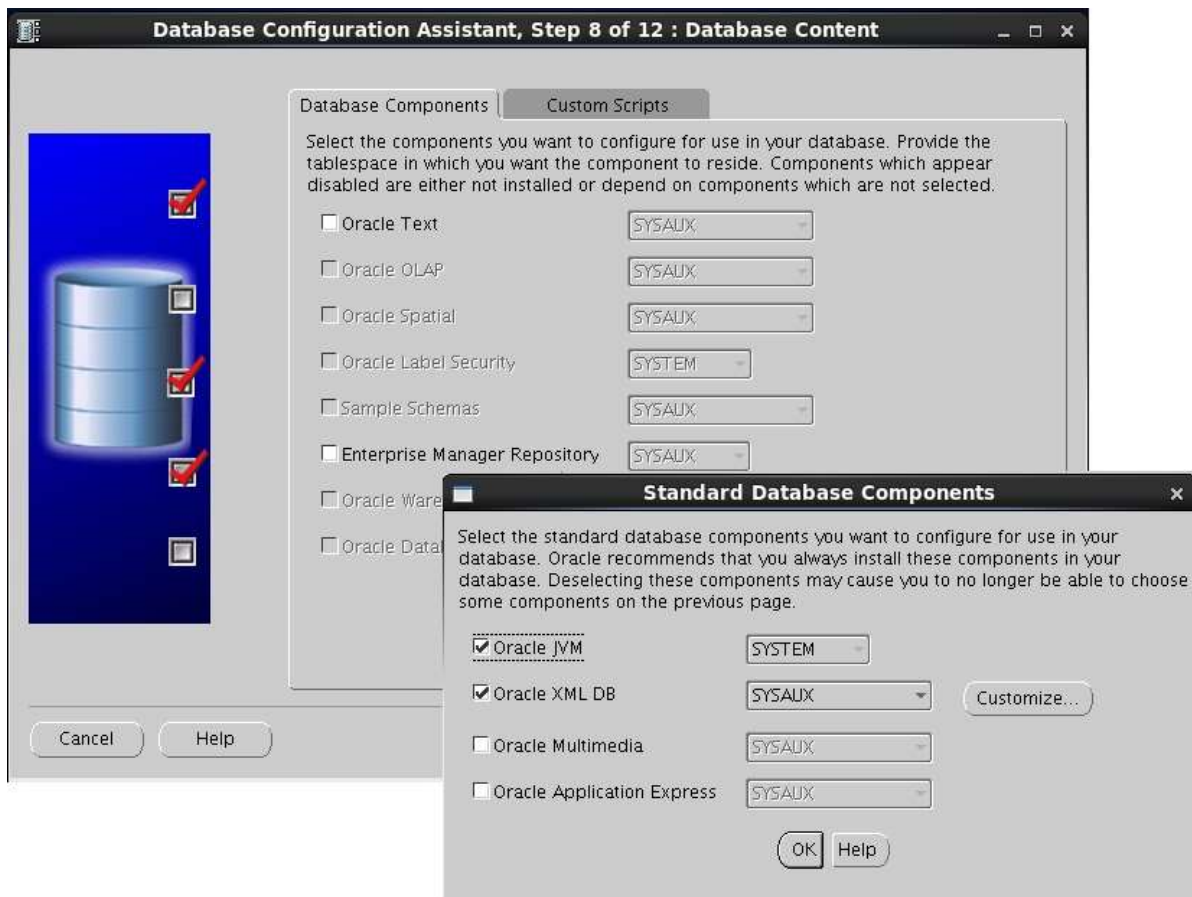 Database Configuration Assistant, Step 8 of 12 : Database Content
Database Components
Custom Scripts
Select the components you want to configure for use in your database. Provide the
tablespace in which you want the component to reside. Components which appear
disabled are either not installed or depend on components which are not selected.
Oracle Text SYSAUX
Oracle OLAP SYSAUX
Oracle Spatial SYSAUX
Oracle Label Security SYSTEM
Sample Schemas SYSAUX
Enterprise Manager Repository SYSAUX
Oracle Ware
Oracle Data
Cancel
Help
Standard Database Components
Select the standard database components you want to configure for use in your
database. Oracle recommends that you always install these components in your
database. Deselecting these components may cause you to no longer be able to choose
some components on the previous page.
Oracle JVM SYSTEM
Oracle XML DB SYSAUX Customize...
Oracle Multimedia SYSAUX
Oracle Application Express SYSAUX
OK
Help